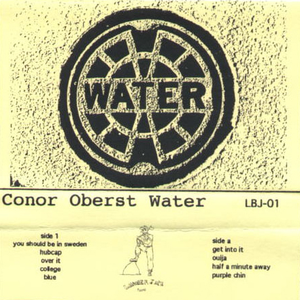 WATER
Conor Oberst Water
LBJ-01
side 1
you should be in sweden
hubcap
over it
college
blue
side a
get into it
ouija
half a minute away
purple chin